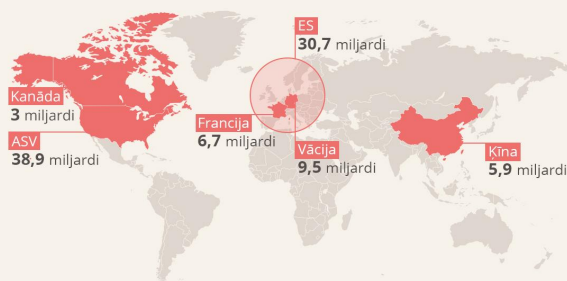 ES
30,7 miljardi
Kanāda
3 miljardi
ASV
38,9 miljardi
Francija
6,7 miljardi
Vācija
9,5 miljardi
Ķīna
5,9 miljardi